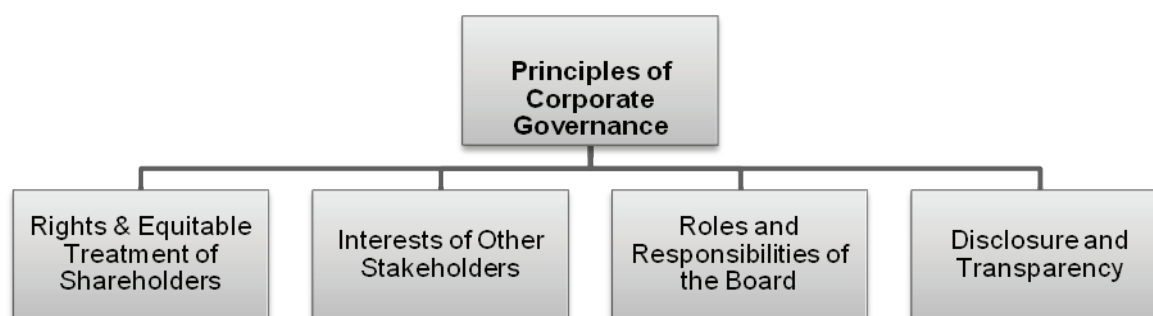 Principles of
Corporate
Governance
Rights & Equitable
Treatment of
Shareholders
Interests of Other
Stakeholders
Roles and
Responsibilities of
the Board
Disclosure and
Transparency